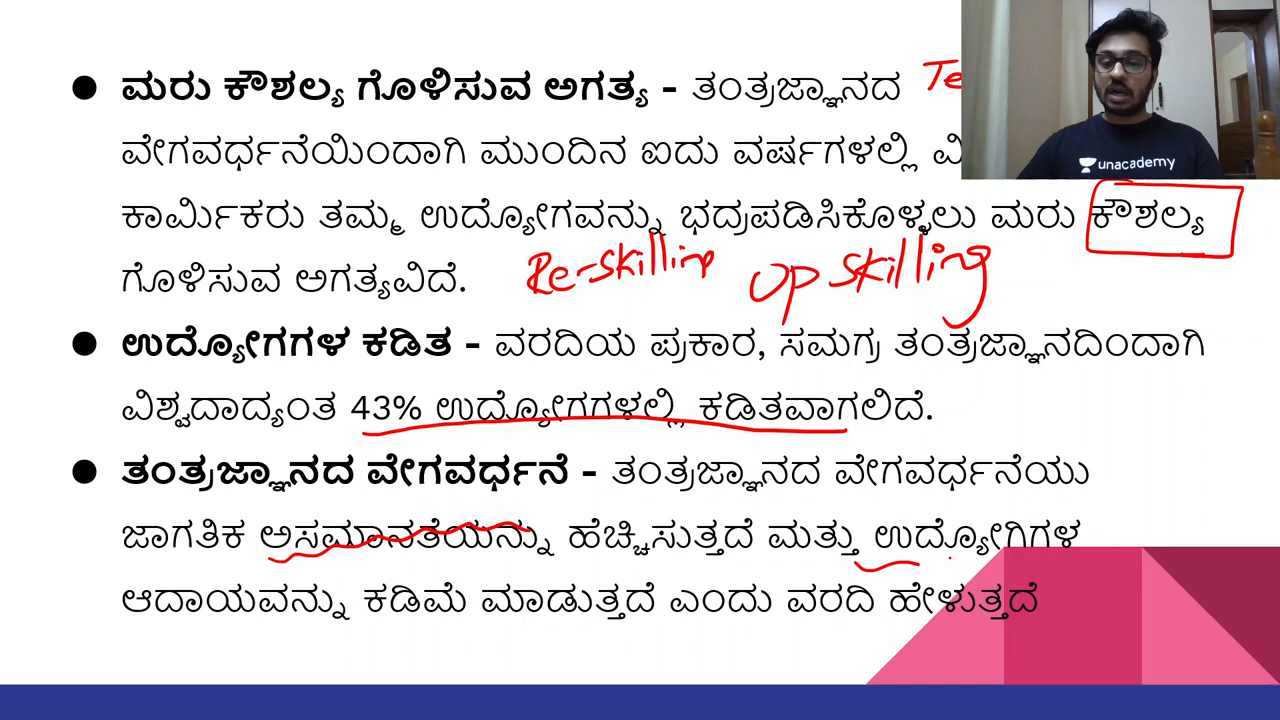 ● ಮರು ಕೌಶಲ್ಯ ಗೊಳಿಸುವ ಅಗತ್ಯ - ತಂತ್ರಜ್ಞಾನದ Te
ವೇಗವರ್ಧನೆಯಿಂದಾಗಿ ಮುಂದಿನ ಐದು ವರ್ಷಗಳಲ್ಲಿ
unacademy
ಕಾರ್ಮಿಕರು ತಮ್ಮ ಉದ್ಯೋಗವನ್ನು ಭದ್ರಪಡಿಸಿಕೊಳ್ಳಲು ಮರು ಕೌಶಲ್ಯ
ಗೊಳಿಸುವ ಅಗತ್ಯವಿದೆ. Re-skilling upskilling
● ಉದ್ಯೋಗಗಳ ಕಡಿತ - ವರದಿಯ ಪ್ರಕಾರ, ಸಮಗ್ರ ತಂತ್ರಜ್ಞಾನದಿಂದಾಗಿ
ವಿಶ್ವದಾದ್ಯಂತ 43% ಉದ್ಯೋಗಗಳಲ್ಲಿ ಕಡಿತವಾಗಲಿದೆ.
● ತಂತ್ರಜ್ಞಾನದ ವೇಗವರ್ಧನೆ - ತಂತ್ರಜ್ಞಾನದ ವೇಗವರ್ಧನೆಯು
ಜಾಗತಿಕ ಅಸಮಾನತೆಯನ್ನು ಹೆಚ್ಚಿಸುತ್ತದೆ ಮತ್ತು ಉದ್ಯೋಗಿಗಳ
ಆದಾಯವನ್ನು ಕಡಿಮೆ ಮಾಡುತ್ತದೆ ಎಂದು ವರದಿ ಹೇಳುತ್ತದೆ